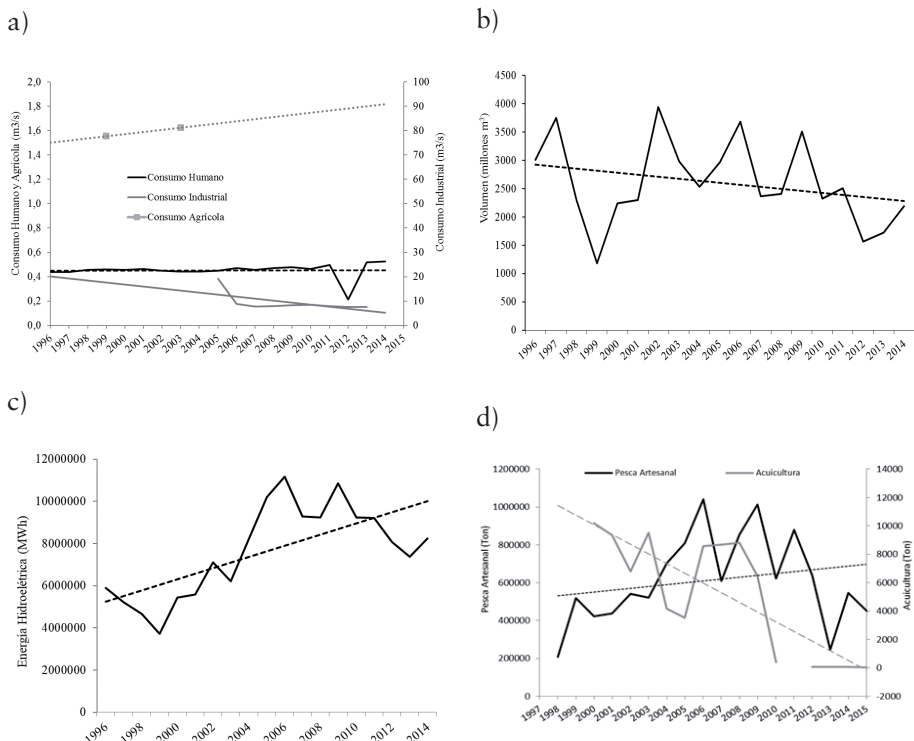 a)
2,0
1,8
1,6
1,4
1,2
1,0
0,8
0,6
0,4
0,2
0,0
Consumo Humano y Agrícola (m3/s)
100
90
80
70
60
50
40
30
20
10
0
Consumo Industrial (m3/s)
Consumo Humano
Consumo Industrial
Consumo Agrícola
1996 1997 1998 1999 2000 2001 2002 2003 2004 2005 2006 2007 2008 2009 2010 2011 2012 2013 2014 2015
b)
4500
4000
3500
3000
2500
2000
1500
1000
500
0
Volumen (millones m³)
1996 1997 1998 1999 2000 2001 2002 2003 2004 2005 2006 2007 2008 2009 2010 2011 2012 2013 2014
c)
12000000
10000000
8000000
6000000
4000000
2000000
0
Energía Hidroelétrica (MWh)
1996 1998 2000 2002 2004 2006 2008 2010 2012 2014
d)
1200000
1000000
800000
600000
400000
200000
0
Pesca Artesanal (Ton)
Pesca Artesanal
Acuicultura
14000
12000
10000
8000
6000
4000
2000
0
-2000
Acuicultura (Ton)
1997 1998 1999 2000 2001 2002 2003 2004 2005 2006 2007 2008 2009 2010 2011 2012 2013 2014 2015